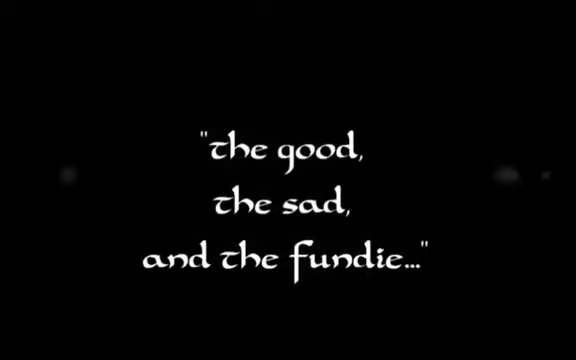 "the good,
the sad,
and the fundie..."